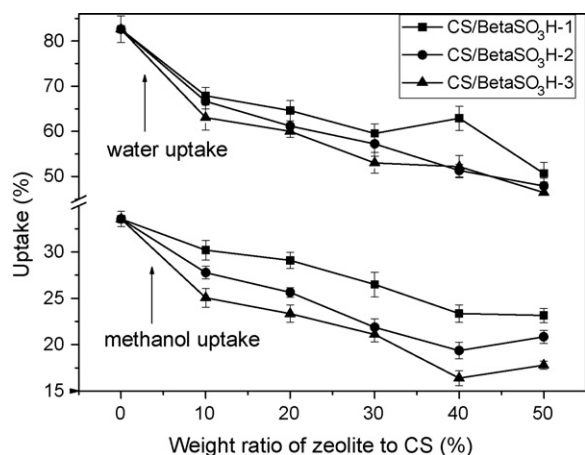 CS/BetaSO₃H-1
CS/BetaSO₃H-2
CS/BetaSO₃H-3
80
70
60
50
water uptake
Uptake (%)
30
25
20
15
methanol uptake
0 10 20 30 40 50
Weight ratio of zeolite to CS (%)